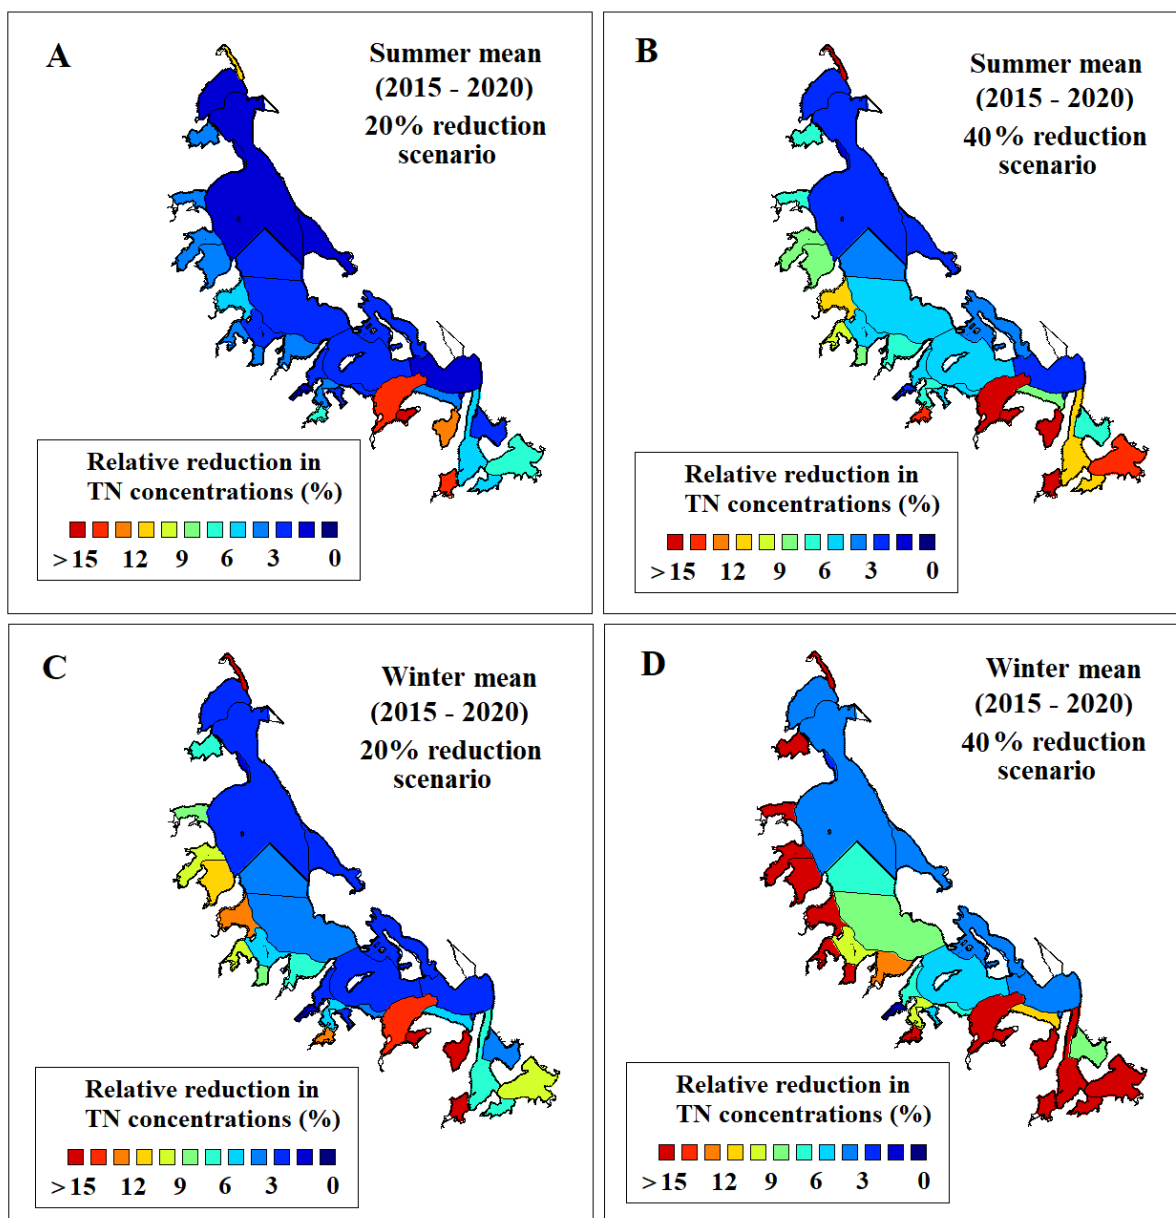 A
Summer mean
(2015 - 2020)
20% reduction
scenario
Relative reduction in
TN concentrations (%)
>15 12 9 6 3 0
B
Summer mean
(2015 - 2020)
40% reduction
scenario
Relative reduction in
TN concentrations (%)
>15 12 9 6 3 0
C
Winter mean
(2015 - 2020)
20% reduction
scenario
Relative reduction in
TN concentrations (%)
>15 12 9 6 3 0
D
Winter mean
(2015 - 2020)
40% reduction
scenario
Relative reduction in
TN concentrations (%)
>15 12 9 6 3 0